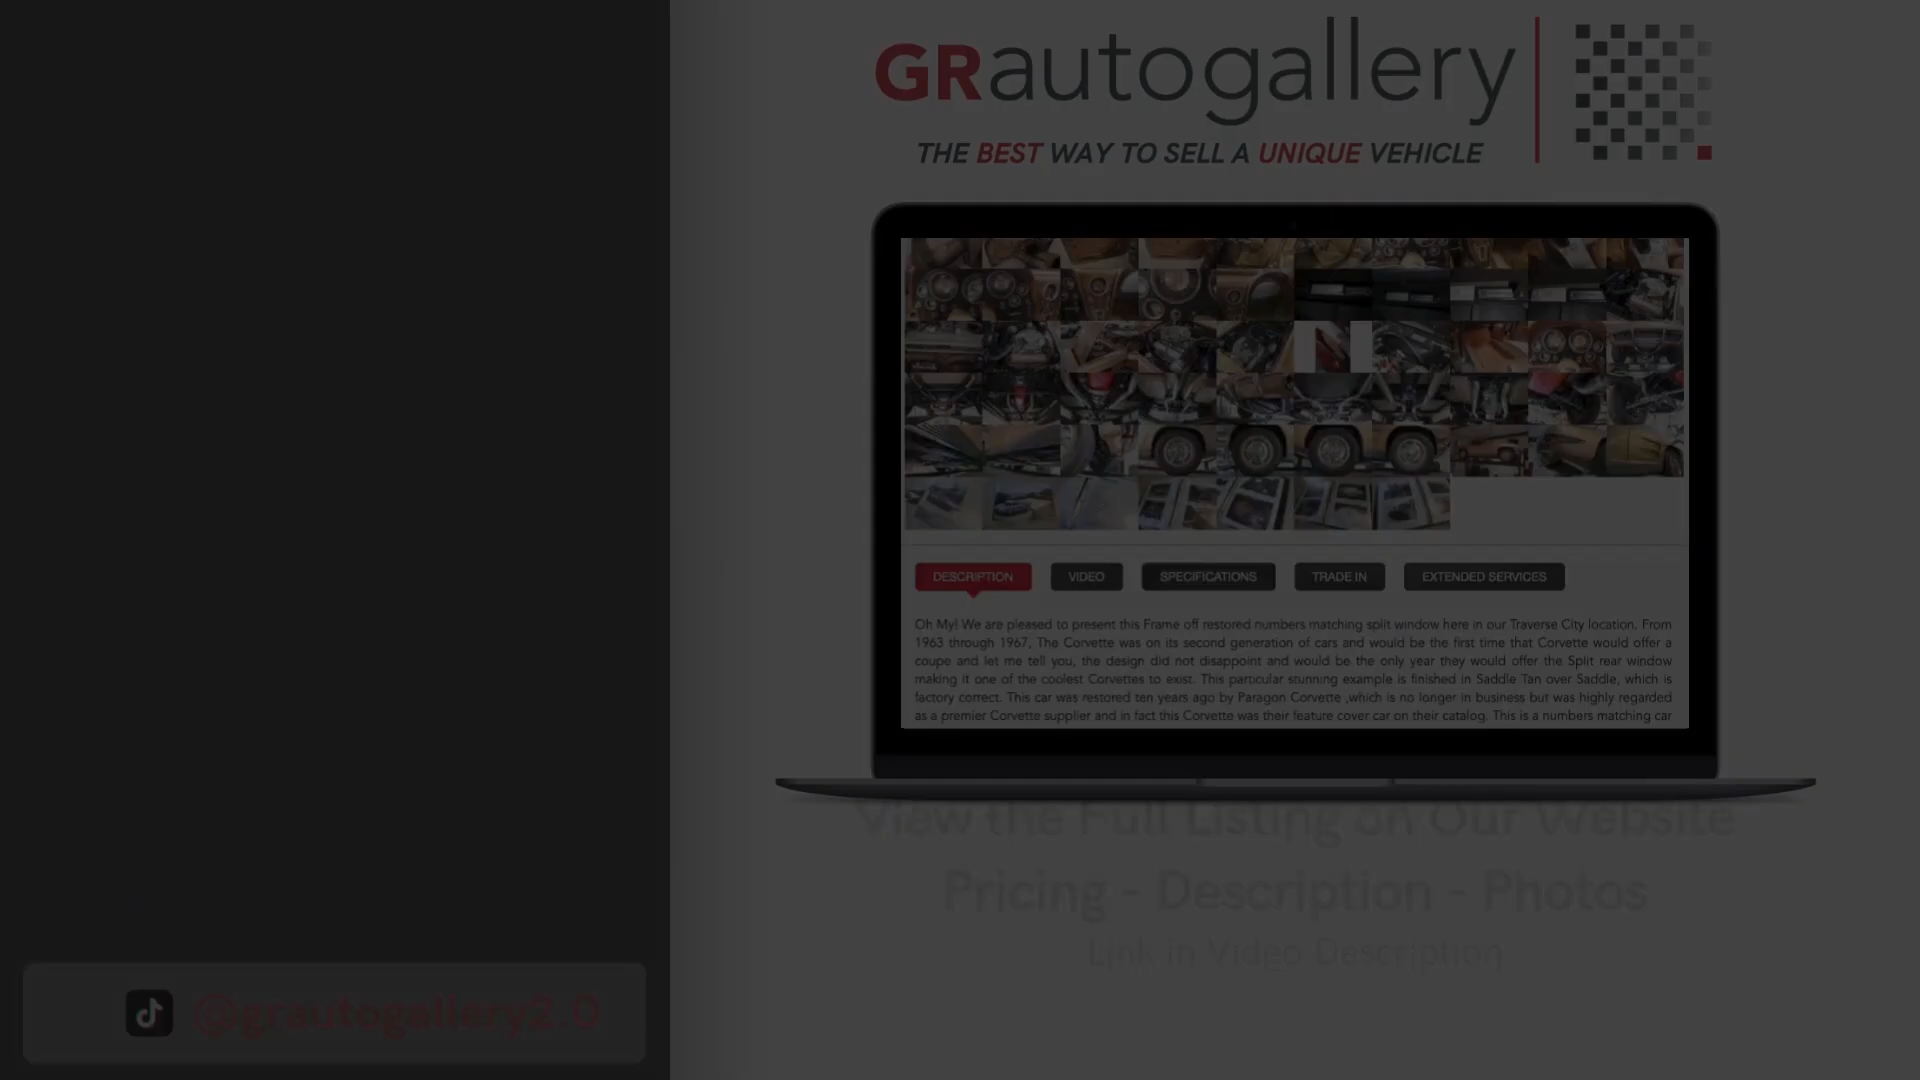 GRautogallery
THE BEST WAY TO SELL A UNIQUE VEHICLE
DESCRIPTION
VIDEO
SPECIFICATIONS
TRADE IN
EXTENDED SERVICES
Oh My! We are pleased to present this Frame off restored numbers matching split window here in our Traverse City location. From
1963 through 1967, The Corvette was on its second generation of cars and would be the first time that Corvette would offer a
coupe and let me tell you, the design did not disappoint and would be the only year they would offer the Split rear window
making it one of the coolest Corvettes to exist. This particular stunning example is finished in Saddle Tan over Saddle, which is
factory correct. This car was restored ten years ago by Paragon Corvette ,which is no longer in business but was highly regarded
as a premier Corvette supplier and in fact this Corvette was their feature cover car on their catalog. This is a numbers matching car
View the Full Listing on Our Website
Pricing - Description - Photos
Link in Video Description
@grautogallery2.0